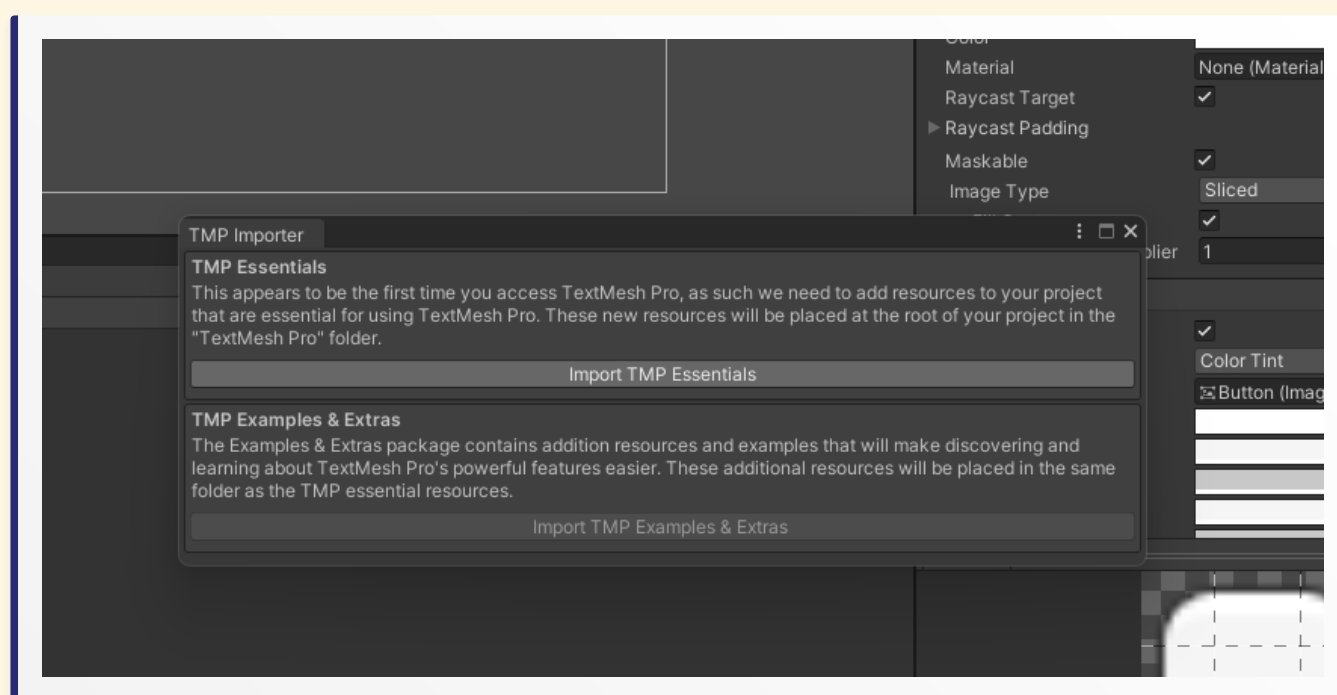 Material
None (Material
Raycast Target
Raycast Padding
Maskable
Image Type
Sliced
plier
1
TMP Importer
TMP Essentials
This appears to be the first time you access TextMesh Pro, as such we need to add resources to your project
that are essential for using TextMesh Pro. These new resources will be placed at the root of your project in the
"TextMesh Pro" folder.
Import TMP Essentials
TMP Examples & Extras
The Examples & Extras package contains addition resources and examples that will make discovering and
learning about TextMesh Pro's powerful features easier. These additional resources will be placed in the same
folder as the TMP essential resources.
Import TMP Examples & Extras
Color Tint
Button (Imag